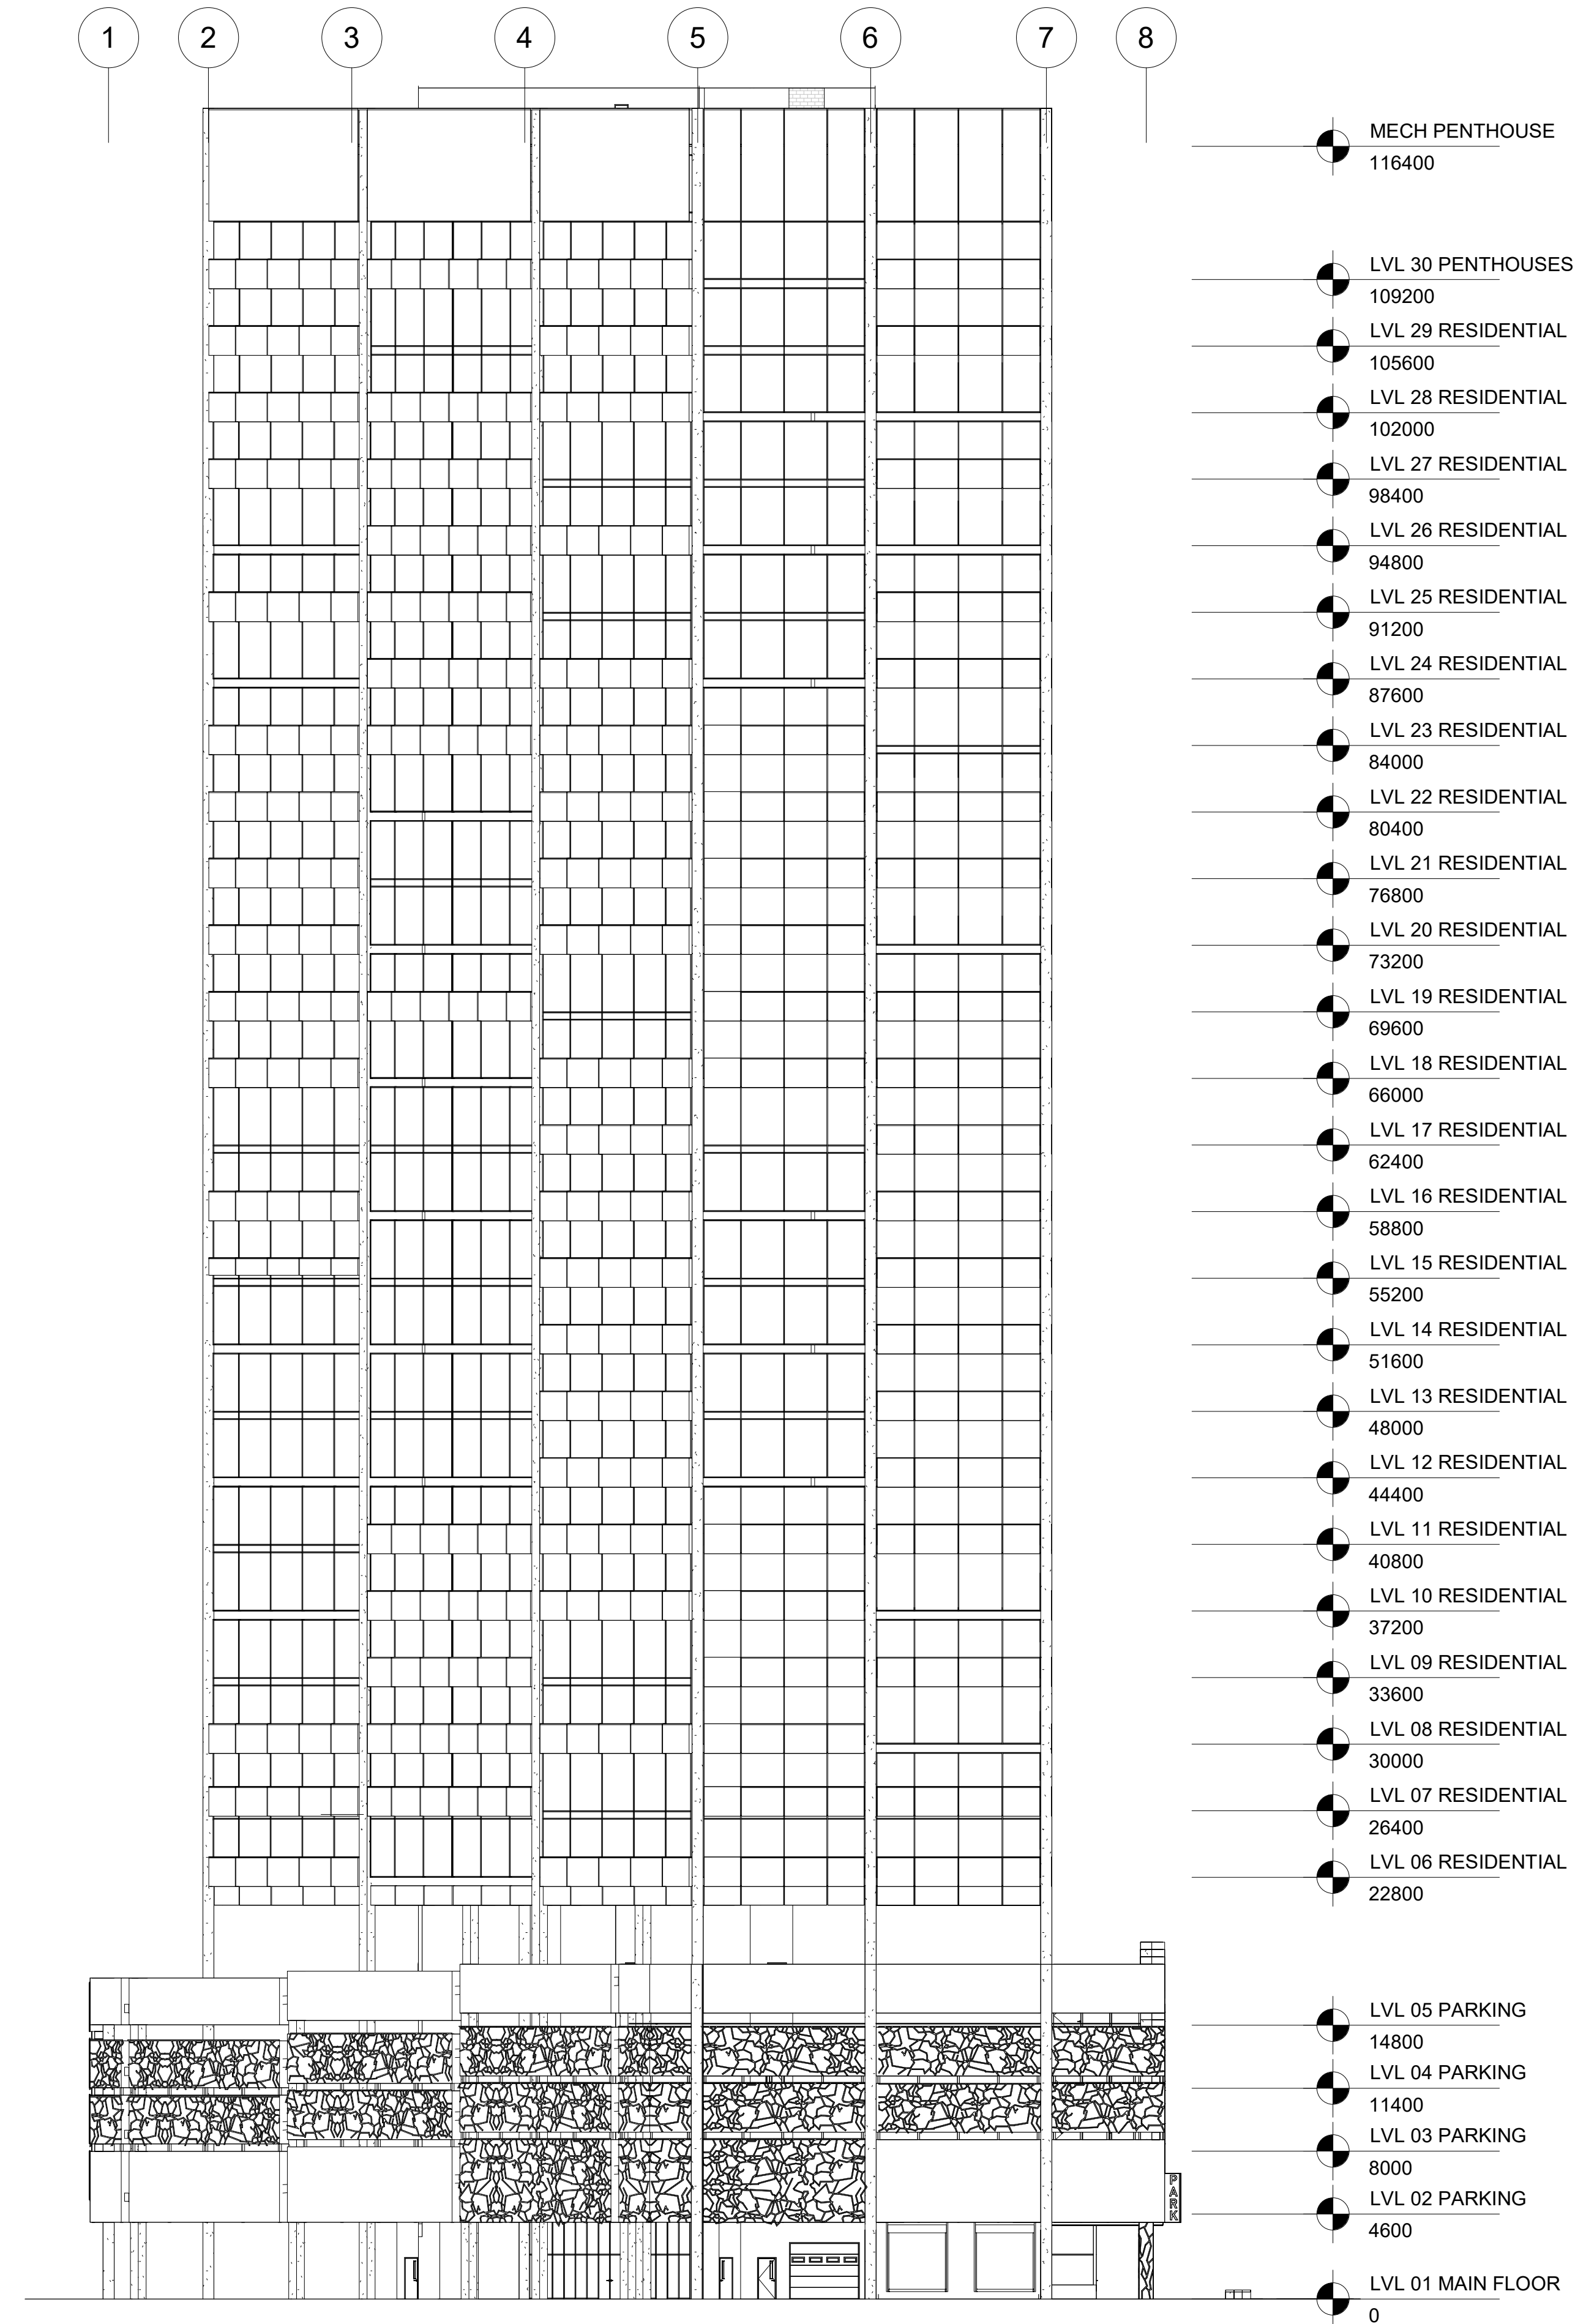 1 2 3 4 5 6 7 8
MECH PENTHOUSE
116400
LVL 30 PENTHOUSES
109200
LVL 29 RESIDENTIAL
105600
LVL 28 RESIDENTIAL
102000
LVL 27 RESIDENTIAL
98400
LVL 26 RESIDENTIAL
94800
LVL 25 RESIDENTIAL
91200
LVL 24 RESIDENTIAL
87600
LVL 23 RESIDENTIAL
84000
LVL 22 RESIDENTIAL
80400
LVL 21 RESIDENTIAL
76800
LVL 20 RESIDENTIAL
73200
LVL 19 RESIDENTIAL
69600
LVL 18 RESIDENTIAL
66000
LVL 17 RESIDENTIAL
62400
LVL 16 RESIDENTIAL
58800
LVL 15 RESIDENTIAL
55200
LVL 14 RESIDENTIAL
51600
LVL 13 RESIDENTIAL
48000
LVL 12 RESIDENTIAL
44400
LVL 11 RESIDENTIAL
40800
LVL 10 RESIDENTIAL
37200
LVL 09 RESIDENTIAL
33600
LVL 08 RESIDENTIAL
30000
LVL 07 RESIDENTIAL
26400
LVL 06 RESIDENTIAL
22800
LVL 05 PARKING
14800
LVL 04 PARKING
11400
LVL 03 PARKING
8000
PARK
LVL 02 PARKING
4600
LVL 01 MAIN FLOOR
0